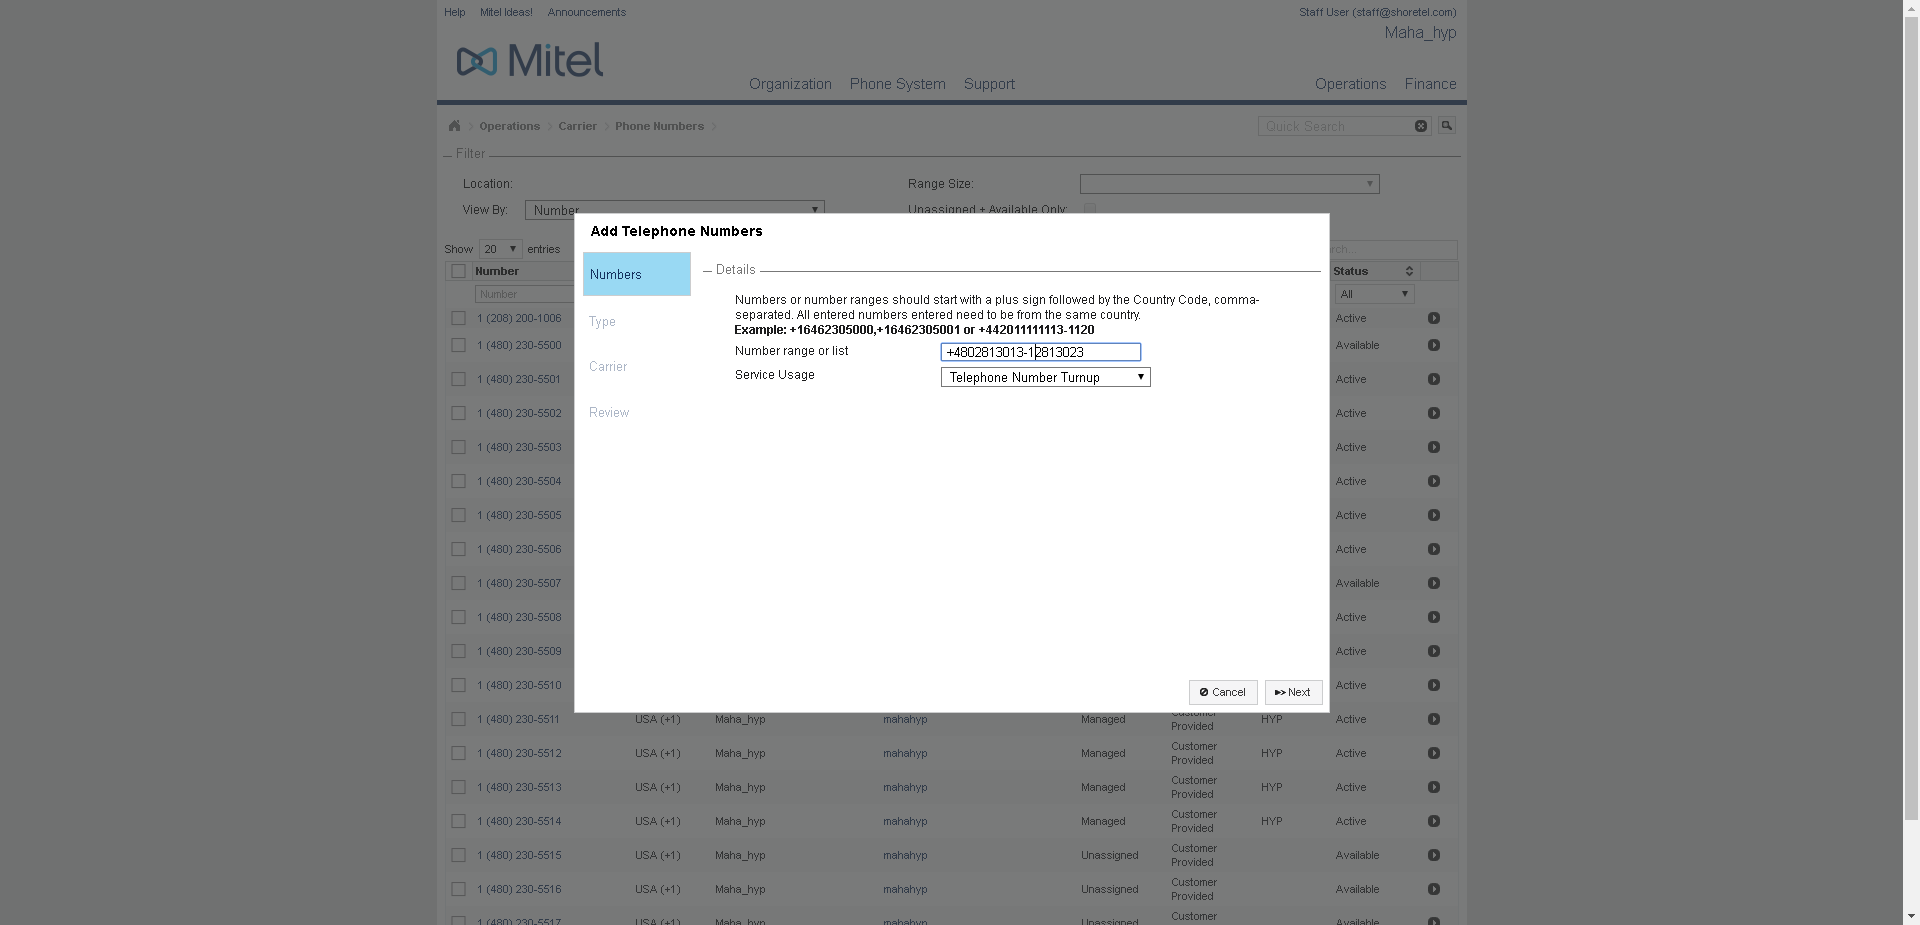 Help Mitel Ideas! Announcements Staff User (staff@shoretel.com)
Maha_hyp
Mitel
Organization Phone System Support Operations Finance
Operations Carrier Phone Numbers Quick Search
Filter
Location: Range Size:
View By: Number Unassigned + Available Only:
Show 20 entries
Number Status
Number All
1 (208) 200-1006 Active
1 (480) 230-5500 Available
1 (480) 230-5501 Active
1 (480) 230-5502 Active
1 (480) 230-5503 Active
1 (480) 230-5504 Active
1 (480) 230-5505 Active
1 (480) 230-5506 Active
1 (480) 230-5507 Available
1 (480) 230-5508 Active
1 (480) 230-5509 Active
1 (480) 230-5510 Active
Add Telephone Numbers
Numbers
Type
Carrier
Review
Details
Numbers or number ranges should start with a plus sign followed by the Country Code, comma-
separated. All entered numbers entered need to be from the same country.
Example: +16462305000,+16462305001 or +442011111113-1120
Number range or list +4802813013-12813023
Service Usage Telephone Number Turnup
Cancel Next
1 (480) 230-5511 USA (+1) Maha_hyp mahahyp Managed Customer Provided HYP Active
1 (480) 230-5512 USA (+1) Maha_hyp mahahyp Managed Customer Provided HYP Active
1 (480) 230-5513 USA (+1) Maha_hyp mahahyp Managed Customer Provided HYP Active
1 (480) 230-5514 USA (+1) Maha_hyp mahahyp Managed Customer Provided HYP Active
1 (480) 230-5515 USA (+1) Maha_hyp mahahyp Unassigned Customer Provided Available
1 (480) 230-5516 USA (+1) Maha_hyp mahahyp Unassigned Customer Provided Available
1 (480) 230-5517 USA (+1) Maha_hyp mahahyp Unassigned Customer Available